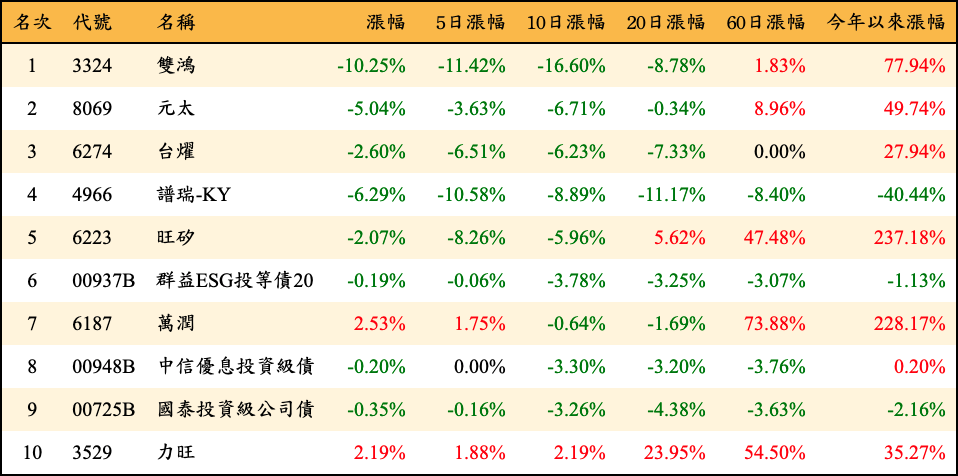 名次 代號 名稱 漲幅 5日漲幅 10日漲幅 20日漲幅 60日漲幅 今年以來漲幅
1 3324 雙鴻 -10.25% -11.42% -16.60% -8.78% 1.83% 77.94%
2 8069 元太 -5.04% -3.63% -6.71% -0.34% 8.96% 49.74%
3 6274 台燿 -2.60% -6.51% -6.23% -7.33% 0.00% 27.94%
4 4966 譜瑞-KY -6.29% -10.58% -8.89% -11.17% -8.40% -40.44%
5 6223 旺矽 -2.07% -8.26% -5.96% 5.62% 47.48% 237.18%
6 00937B 群益ESG投等債20 -0.19% -0.06% -3.78% -3.25% -3.07% -1.13%
7 6187 萬潤 2.53% 1.75% -0.64% -1.69% 73.88% 228.17%
8 00948B 中信優息投資級債 -0.20% 0.00% -3.30% -3.20% -3.76% 0.20%
9 00725B 國泰投資級公司債 -0.35% -0.16% -3.26% -4.38% -3.63% -2.16%
10 3529 力旺 2.19% 1.88% 2.19% 23.95% 54.50% 35.27%